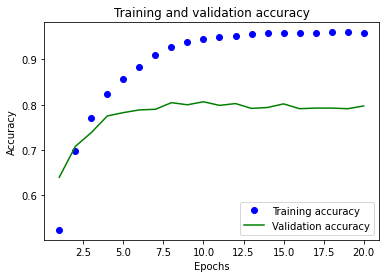 Training and validation accuracy
Accuracy
0.9
0.8
0.7
0.6
Training accuracy
Validation accuracy
2.5 5.0 7.5 10.0 12.5 15.0 17.5 20.0
Epochs